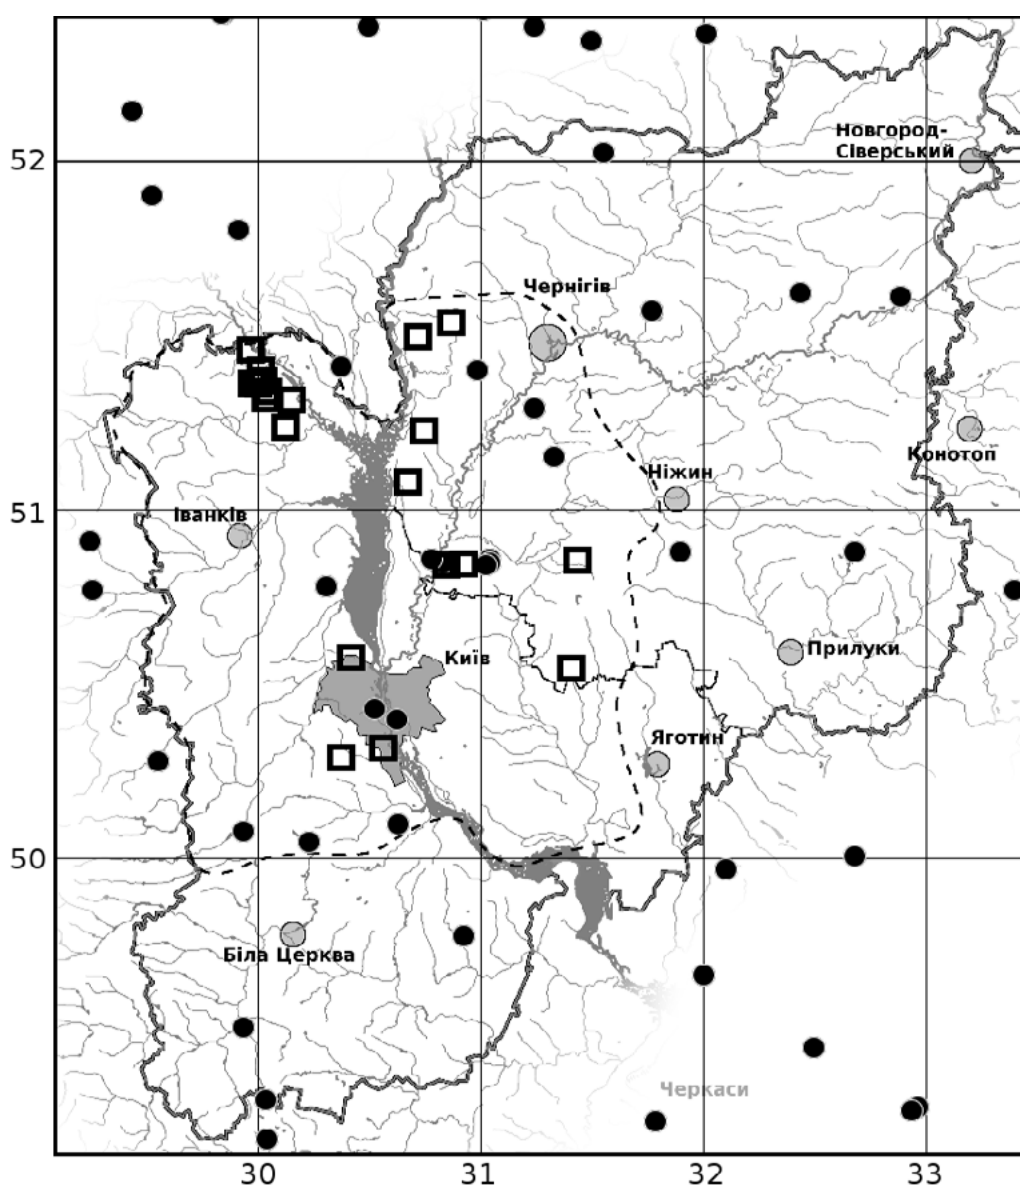 Новгород-
Сіверський
52
Чернігів
Конотоп
Ніжин
51
Іванків
Київ
Прилуки
Яготин
50
Біла Церква
Черкаси
30
31
32
33